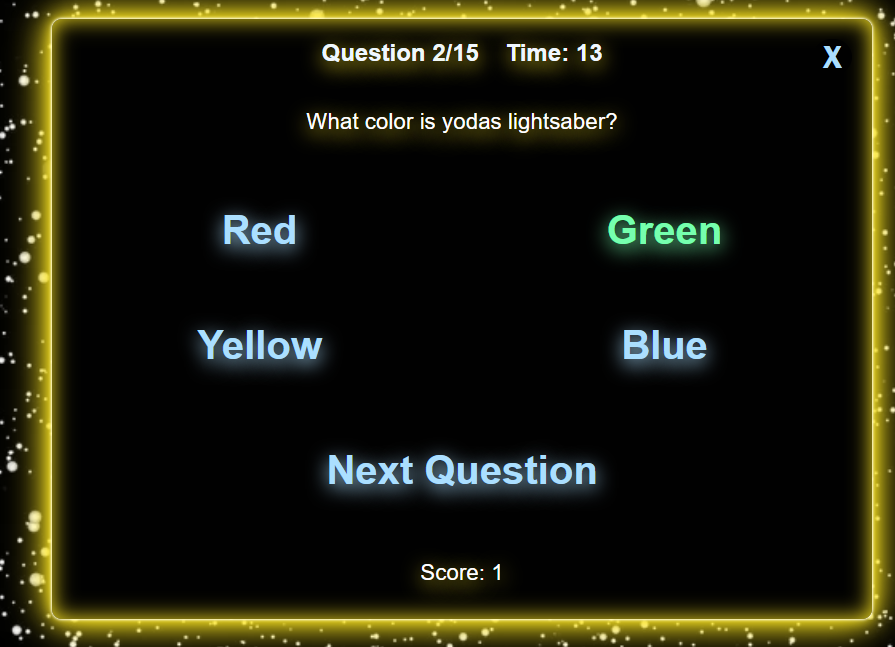 Question 2/15 Time: 13
X
What color is yodas lightsaber?
Red Green
Yellow Blue
Next Question
Score: 1